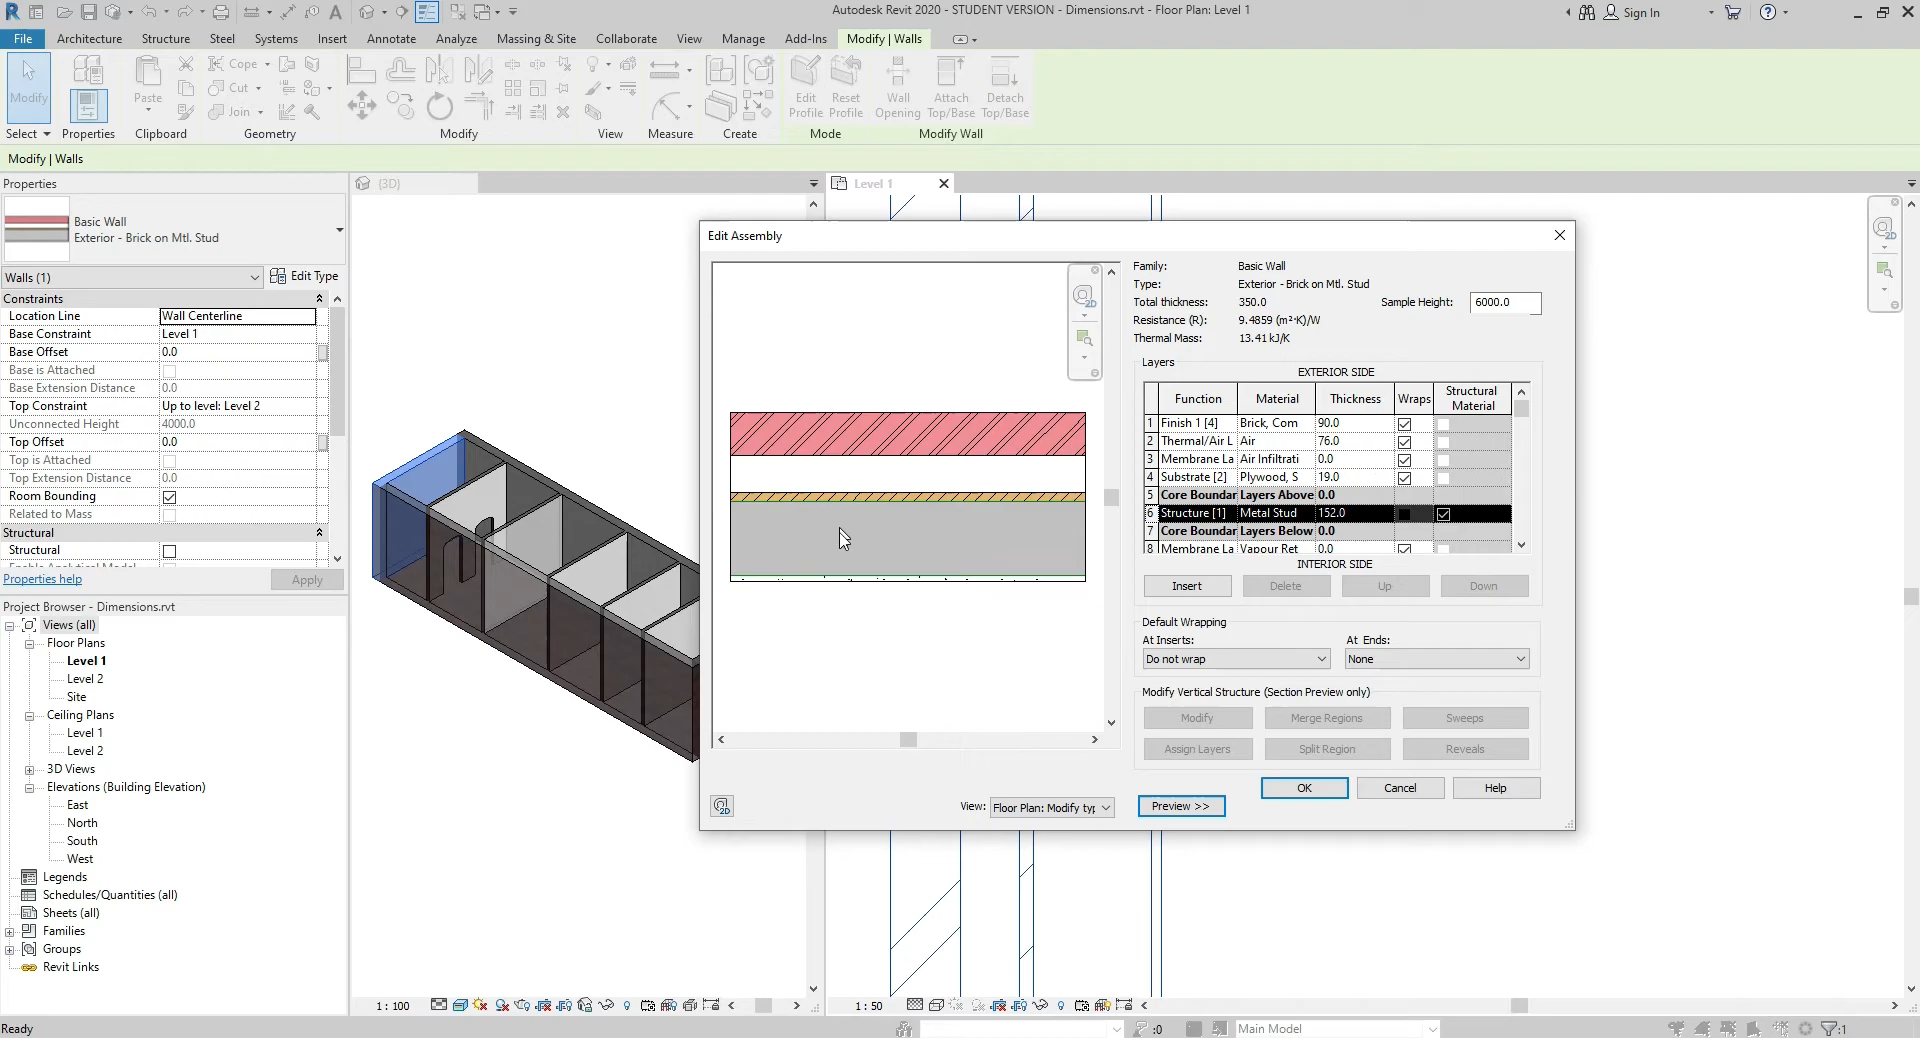 Autodesk Revit 2020 - STUDENT VERSION - Dimensions.rvt - Floor Plan: Level 1
Sign In
File Architecture Structure Steel Systems Insert Annotate Analyze Massing & Site Collaborate View Manage Add-Ins Modify | Walls
Modify
Paste
Cope
Cut
Join
Edit Profile
Reset Profile
Wall Opening
Attach Top/Base
Detach Top/Base
Select Properties Clipboard Geometry Modify View Measure Create Mode Modify Wall
Modify | Walls
Properties
{3D}
Level 1
Basic Wall
Exterior - Brick on Mtl. Stud
Walls (1)
Edit Type
Constraints
Location Line Wall Centerline
Base Constraint Level 1
Base Offset 0.0
Base is Attached
Base Extension Distance 0.0
Top Constraint Up to level: Level 2
Unconnected Height 4000.0
Top Offset 0.0
Top is Attached
Top Extension Distance 0.0
Room Bounding
Related to Mass
Structural
Structural
Properties help
Apply
Project Browser - Dimensions.rvt
Views (all)
Floor Plans
Level 1
Level 2
Site
Ceiling Plans
Level 1
Level 2
3D Views
Elevations (Building Elevation)
East
North
South
West
Legends
Schedules/Quantities (all)
Sheets (all)
Families
Groups
Revit Links
Edit Assembly
Family: Basic Wall
Type: Exterior - Brick on Mtl. Stud
Total thickness: 350.0 Sample Height: 6000.0
Resistance (R): 9.4859 (m²·K)/W
Thermal Mass: 13.41 kJ/K
Layers
EXTERIOR SIDE
Function Material Thickness Wraps Structural Material
1 Finish 1 [4] Brick, Com 90.0
2 Thermal/Air L Air 76.0
3 Membrane La Air Infiltrati 0.0
4 Substrate [2] Plywood, S 19.0
5 Core Boundar Layers Above 0.0
6 Structure [1] Metal Stud 152.0
7 Core Boundar Layers Below 0.0
8 Membrane La Vapour Ret 0.0
INTERIOR SIDE
Insert Delete Up Down
Default Wrapping
At Inserts: At Ends:
Do not wrap None
Modify Vertical Structure (Section Preview only)
Modify Merge Regions Sweeps
Assign Layers Split Region Reveals
OK Cancel Help
View: Floor Plan: Modify typ
Preview >>
1 : 100
1 : 50
Ready
:0
Main Model
:1